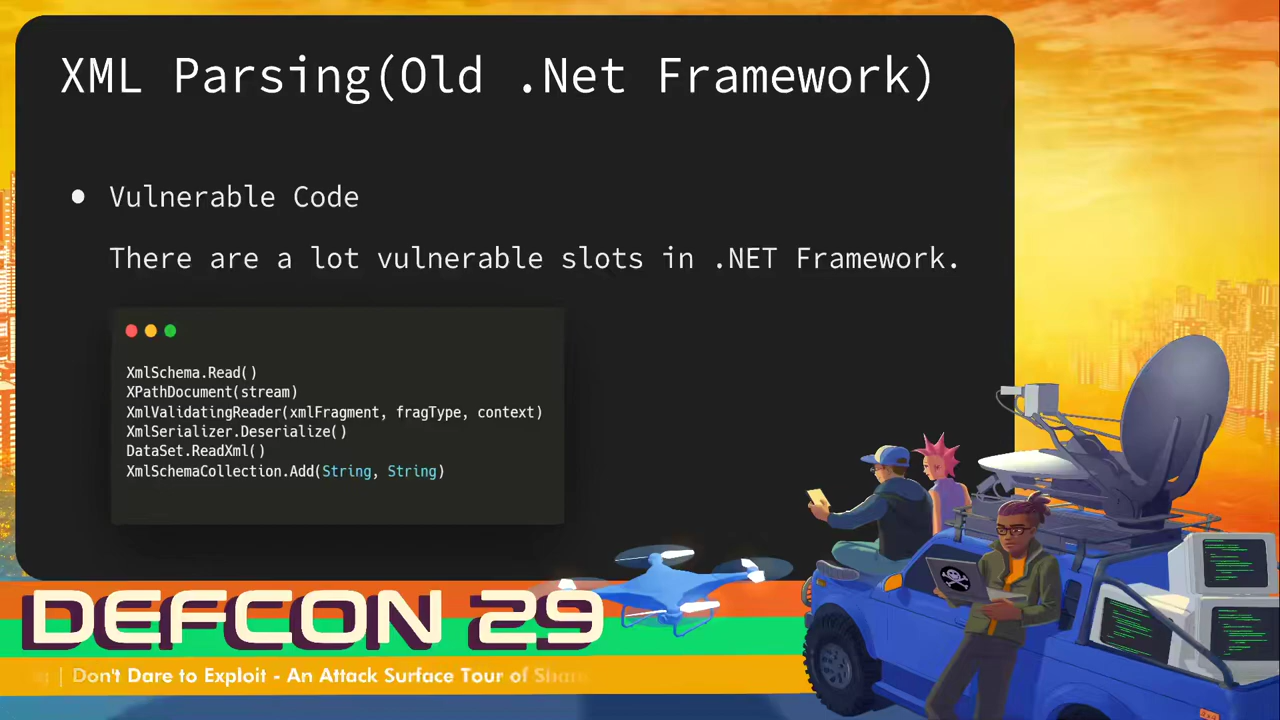 XML Parsing(Old .Net Framework)
● Vulnerable Code
There are a lot vulnerable slots in .NET Framework.
XmlSchema.Read()
XPathDocument(stream)
XmlValidatingReader(xmlFragment, fragType, context)
XmlSerializer.Deserialize()
DataSet.ReadXml()
XmlSchemaCollection.Add(String, String)
DEFCON 29
| Don't Dare to Exploit - An Attack Surface Tour of